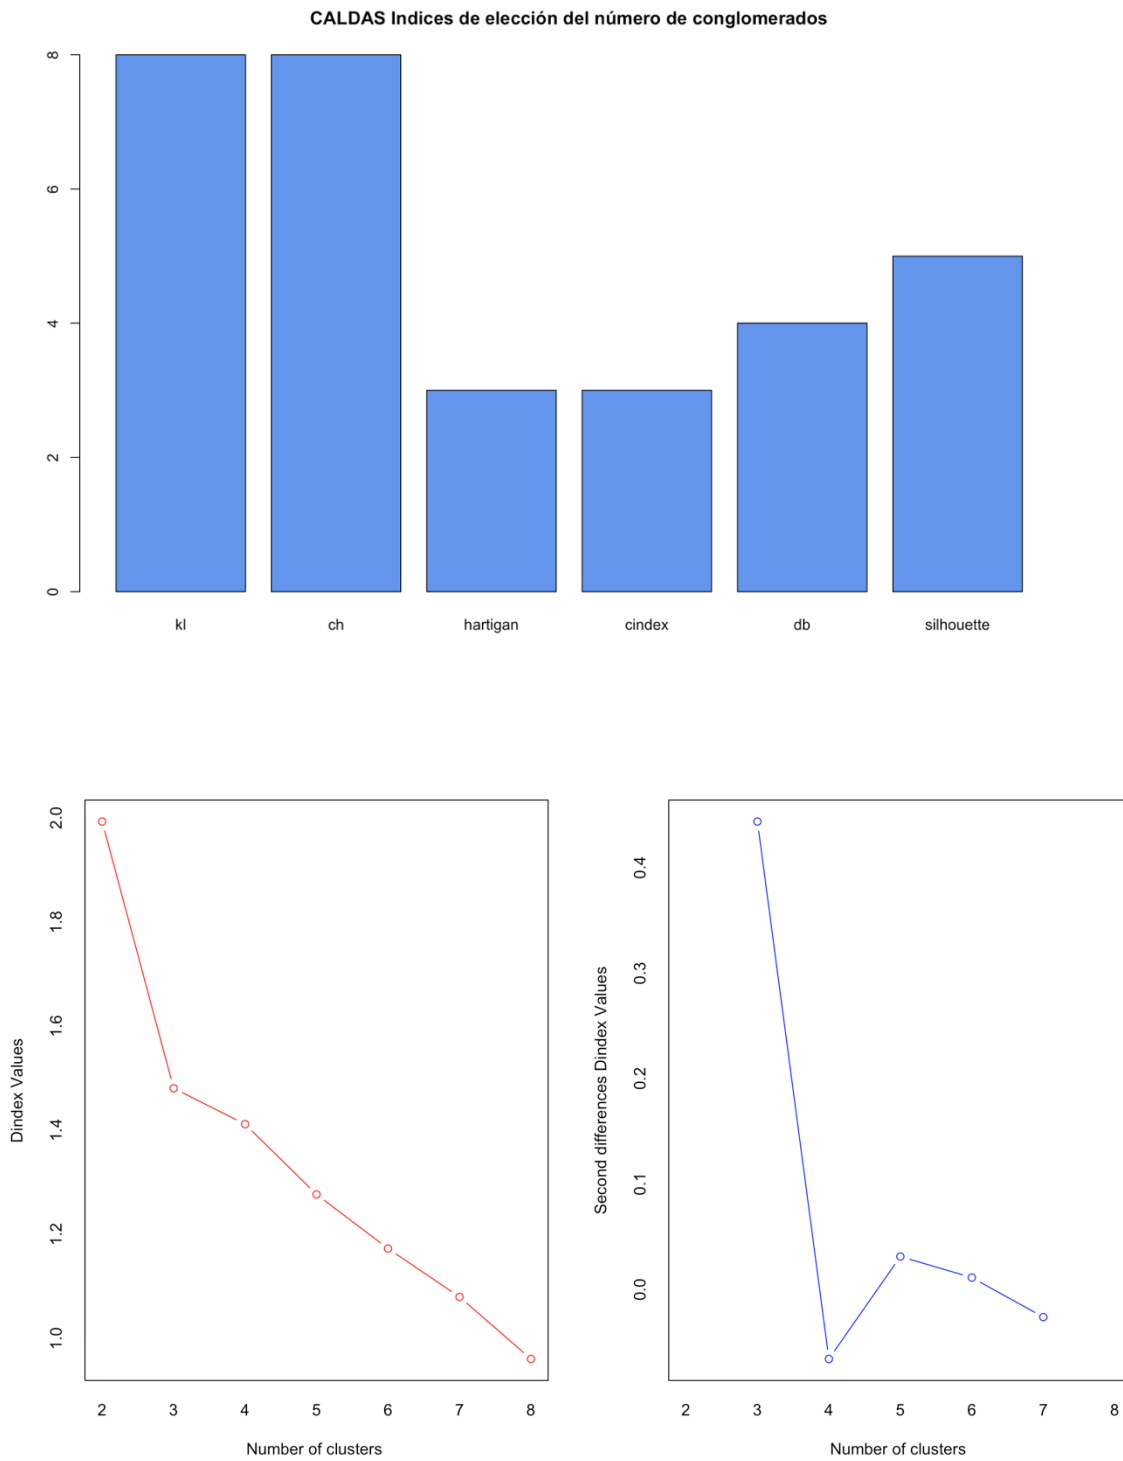 CALDAS Indices de elección del número de conglomerados
8
6
4
2
0
kl ch hartigan cindex db silhouette
Dindex Values
2.0
1.8
1.6
1.4
1.2
1.0
2 3 4 5 6 7 8
Number of clusters
Second differences Dindex Values
0.4
0.3
0.2
0.1
0.0
2 3 4 5 6 7 8
Number of clusters